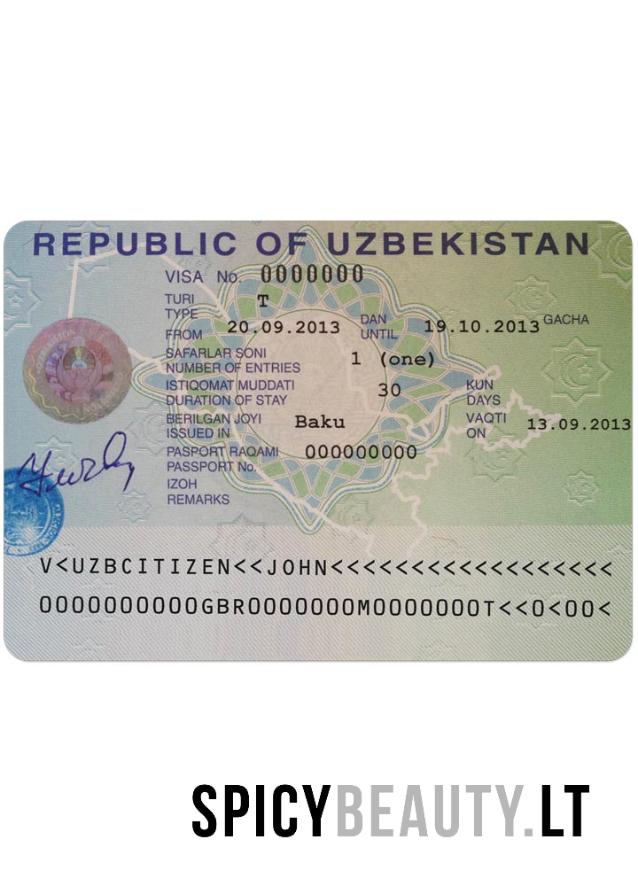 REPUBLIC OF UZBEKISTAN
VISA No. 0000000
TURI
TYPE T
FROM 20.09.2013 DAN UNTIL 19.10.2013 GACHA
SAFARLAR SONI
NUMBER OF ENTRIES 1 (one)
ISTIQOMAT MUDDATI
DURATION OF STAY 30 KUN DAYS
BERILGAN JOYI
ISSUED IN Baku VAQTI ON 13.09.2013
PASPORT RAQAMI
PASSPORT No. 000000000
IZOH
REMARKS
V<UZBCITIZEN<<JOHN<<<<<<<<<<<<<<<<<<
0000000000GBR0000000M0000000T<<0<00<
SPICYBEAUTY.LT